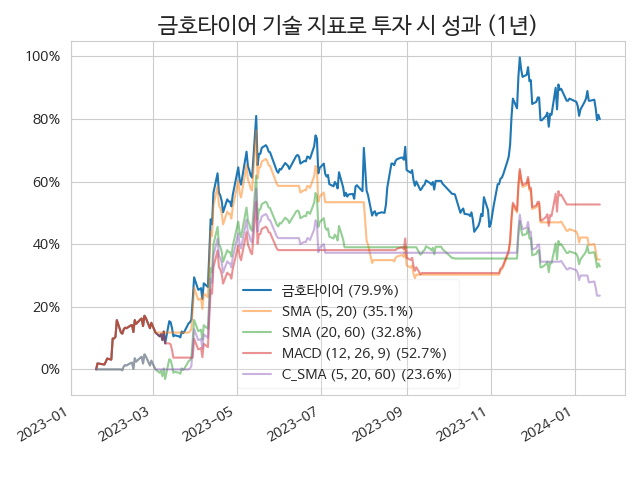 금호타이어 기술 지표로 투자 시 성과 (1년)
100%
80%
60%
40%
20%
0%
금호타이어 (79.9%)
SMA (5, 20) (35.1%)
SMA (20, 60) (32.8%)
MACD (12, 26, 9) (52.7%)
C_SMA (5, 20, 60) (23.6%)
2023-01
2023-03
2023-05
2023-07
2023-09
2023-11
2024-01